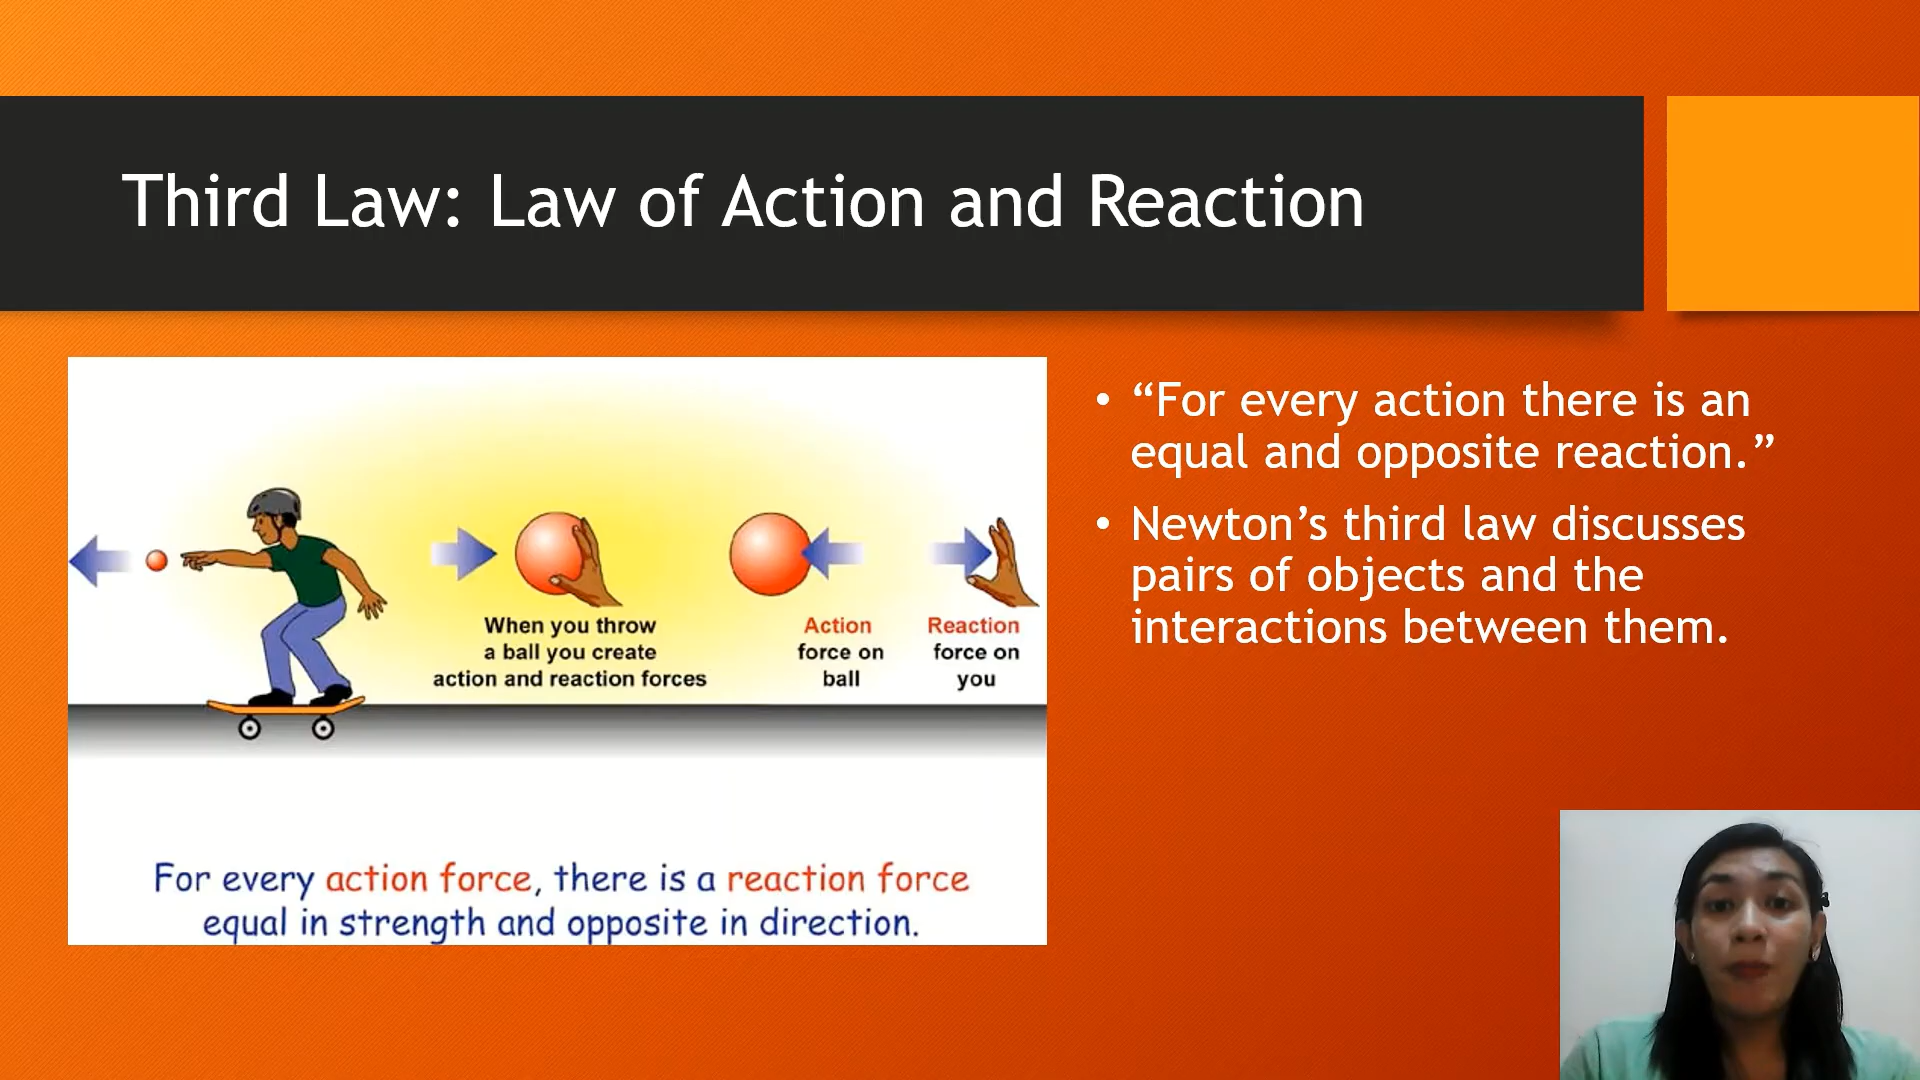 Third Law: Law of Action and Reaction
When you throw
a ball you create
action and reaction forces
Action
force on
ball
Reaction
force on
you
For every action force, there is a reaction force
equal in strength and opposite in direction.
• “For every action there is an
equal and opposite reaction.”
• Newton’s third law discusses
pairs of objects and the
interactions between them.